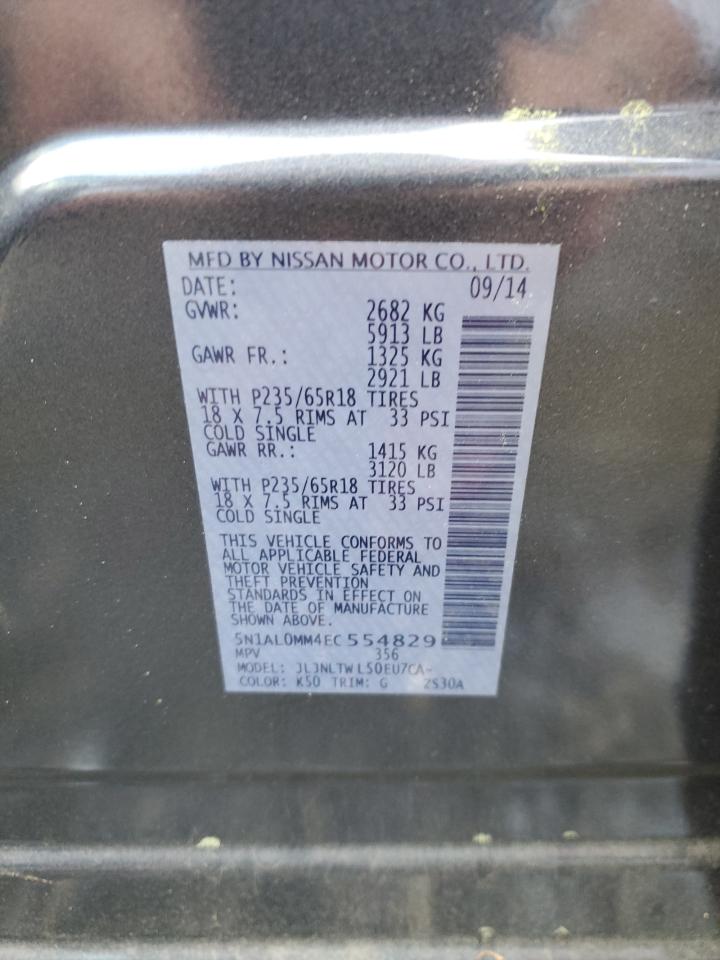 MFD BY NISSAN MOTOR CO., LTD.
DATE: 09/14
GVWR: 2682 KG
5913 LB
GAWR FR.: 1325 KG
2921 LB
WITH P235/65R18 TIRES
18 X 7.5 RIMS AT 33 PSI
COLD SINGLE
GAWR RR.: 1415 KG
3120 LB
WITH P235/65R18 TIRES
18 X 7.5 RIMS AT 33 PSI
COLD SINGLE
THIS VEHICLE CONFORMS TO
ALL APPLICABLE FEDERAL
MOTOR VEHICLE SAFETY AND
THEFT PREVENTION
STANDARDS IN EFFECT ON
THE DATE OF MANUFACTURE
SHOWN ABOVE.
5N1AL0MM4EC554829
MPV 356
MODEL: JL3NLTWL50EU7CA-
COLOR: K50 TRIM: G 2S30A